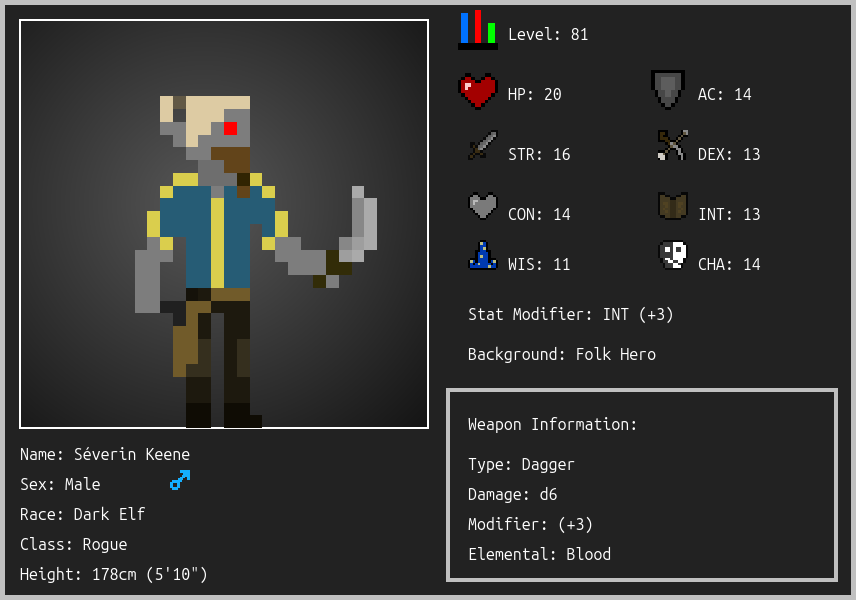 Level: 81
HP: 20
AC: 14
STR: 16
DEX: 13
CON: 14
INT: 13
WIS: 11
CHA: 14
Stat Modifier: INT (+3)
Background: Folk Hero
Weapon Information:
Type: Dagger
Damage: d6
Modifier: (+3)
Elemental: Blood
Name: Séverin Keene
Sex: Male
Race: Dark Elf
Class: Rogue
Height: 178cm (5'10")